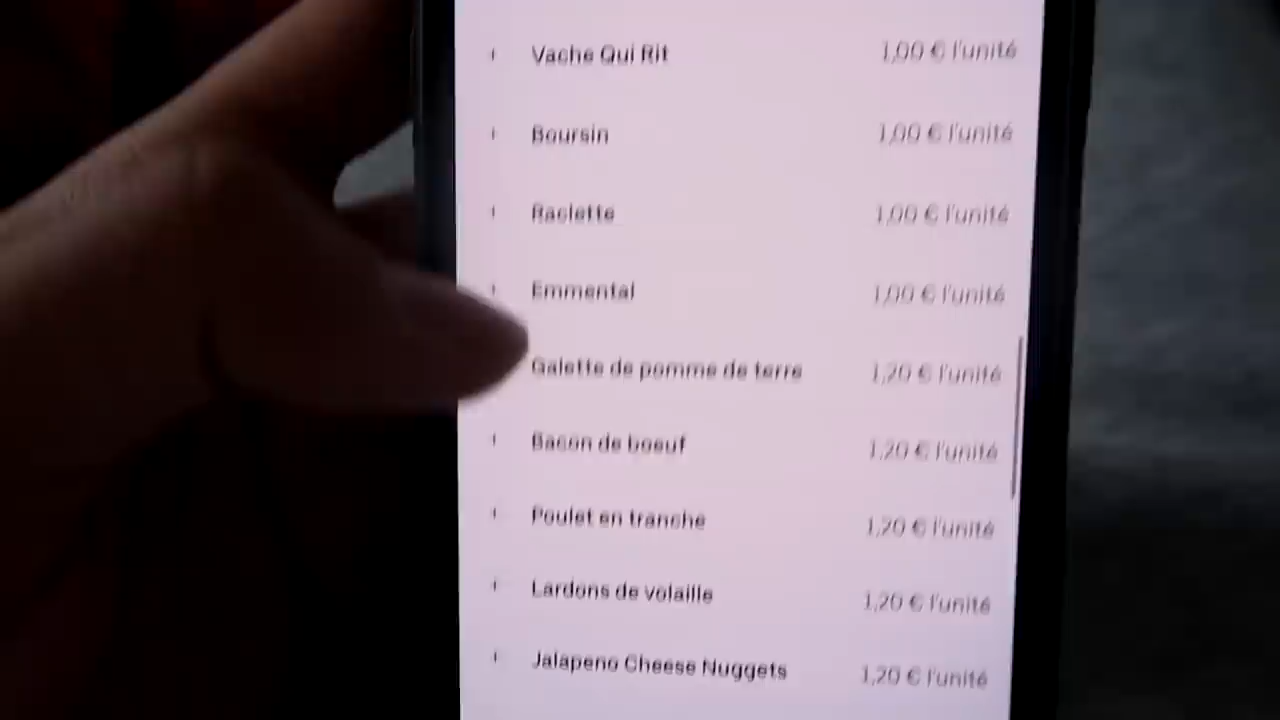 Vache Qui Rit 1,00 € l'unité
Boursin 1,00 € l'unité
Raclette 1,00 € l'unité
Emmental 1,00 € l'unité
Galette de pomme de terre 1,20 € l'unité
Bacon de boeuf 1,20 € l'unité
Poulet en tranche 1,20 € l'unité
Lardons de volaille 1,20 € l'unité
Jalapeno Cheese Nuggets 1,20 € l'unité